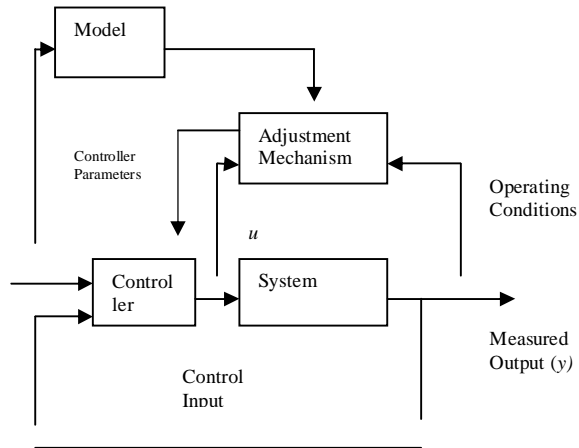 Model
Adjustment
Mechanism
Controller
Parameters
Operating
Conditions
u
Control
ler
System
Measured
Output (y)
Control
Input